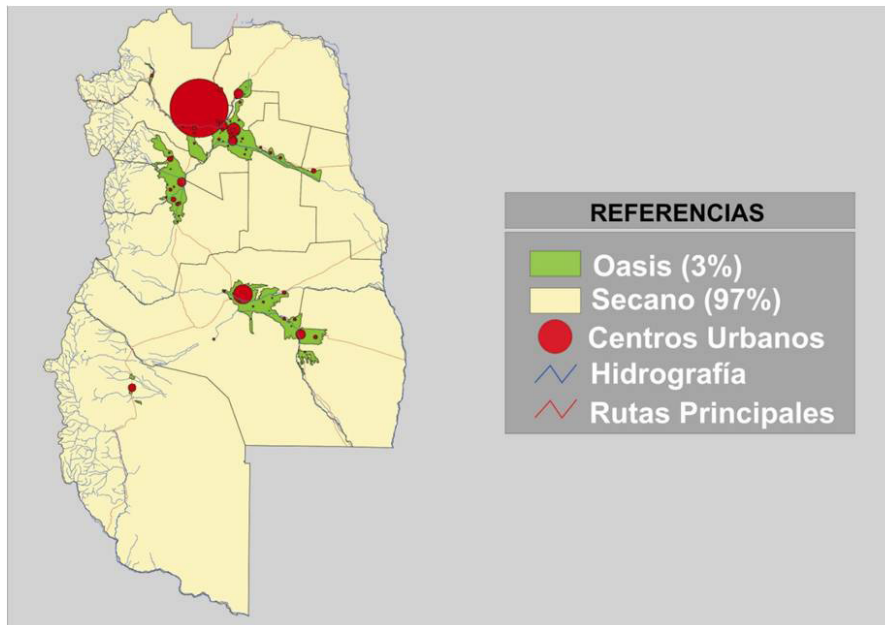 REFERENCIAS
Oasis (3%)
Secano (97%)
Centros Urbanos
Hidrografía
Rutas Principales